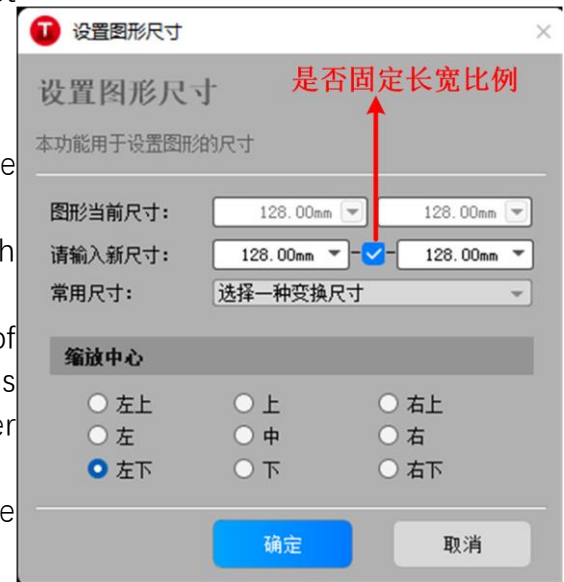 设置图形尺寸
设置图形尺寸
是否固定长宽比例
本功能用于设置图形的尺寸
图形当前尺寸： 128.00mm 128.00mm
请输入新尺寸： 128.00mm - - 128.00mm
常用尺寸： 选择一种变换尺寸
缩放中心
左上 上 右上
左 中 右
左下 下 右下
确定 取消